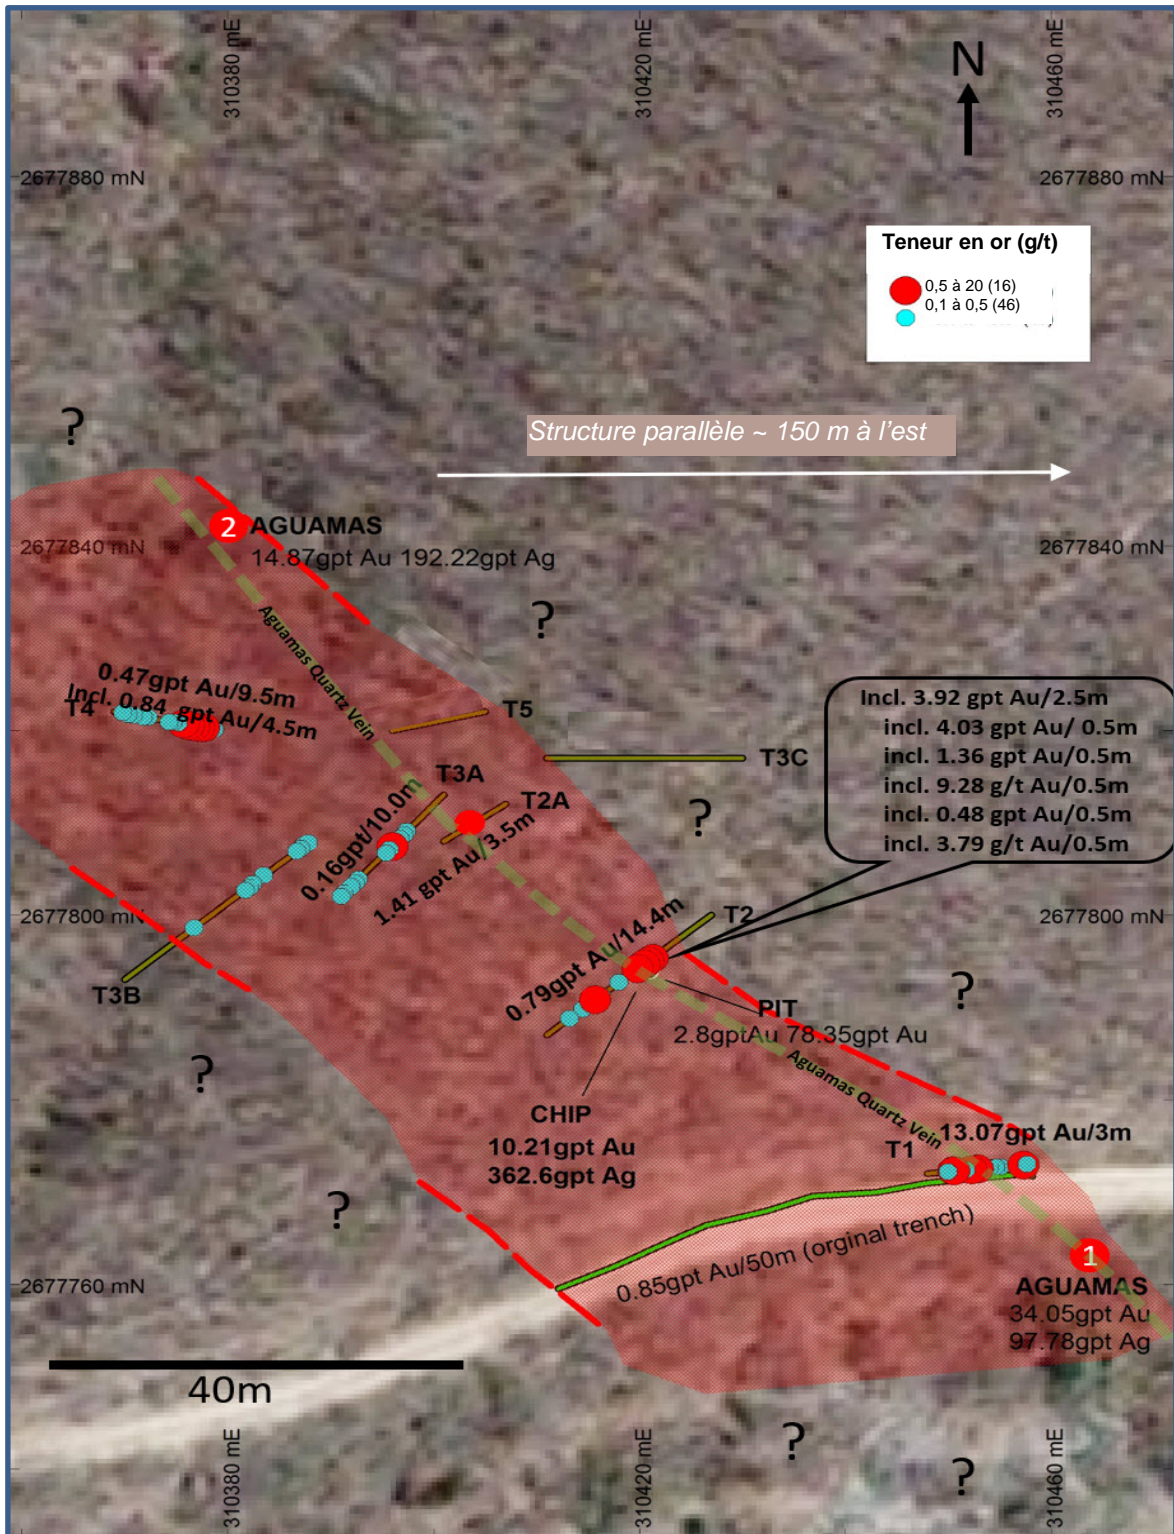 310380 mE
310420 mE
310460 mE
N
2677880 mN
2677880 mN
Teneur en or (g/t)
0,5 à 20 (16)
0,1 à 0,5 (46)
?
Structure parallèle ~ 150 m à l'est
2
AGUAMAS
14.87gpt Au 192.22gpt Ag
2677840 mN
2677840 mN
?
Aguamas Quartz Vein
0.47gpt Au/9.5m
Incl. 0.84 gpt Au/4.5m
T4
T5
T3C
T3A
T2A
0.16gpt/10.0m
1.41 gpt Au/3.5m
?
Incl. 3.92 gpt Au/2.5m
incl. 4.03 gpt Au/ 0.5m
incl. 1.36 gpt Au/0.5m
incl. 9.28 g/t Au/0.5m
incl. 0.48 gpt Au/0.5m
incl. 3.79 g/t Au/0.5m
2677800 mN
2677800 mN
T2
0.79gpt Au/14.4m
T3B
?
PIT
2.8gptAu 78.35gpt Au
?
Aguamas Quartz Vein
CHIP
10.21gpt Au
362.6gpt Ag
T1
13.07gpt Au/3m
?
0.85gpt Au/50m (orginal trench)
1
AGUAMAS
34.05gpt Au
97.78gpt Ag
2677760 mN
2677760 mN
40m
?
?
310380 mE
310420 mE
310460 mE